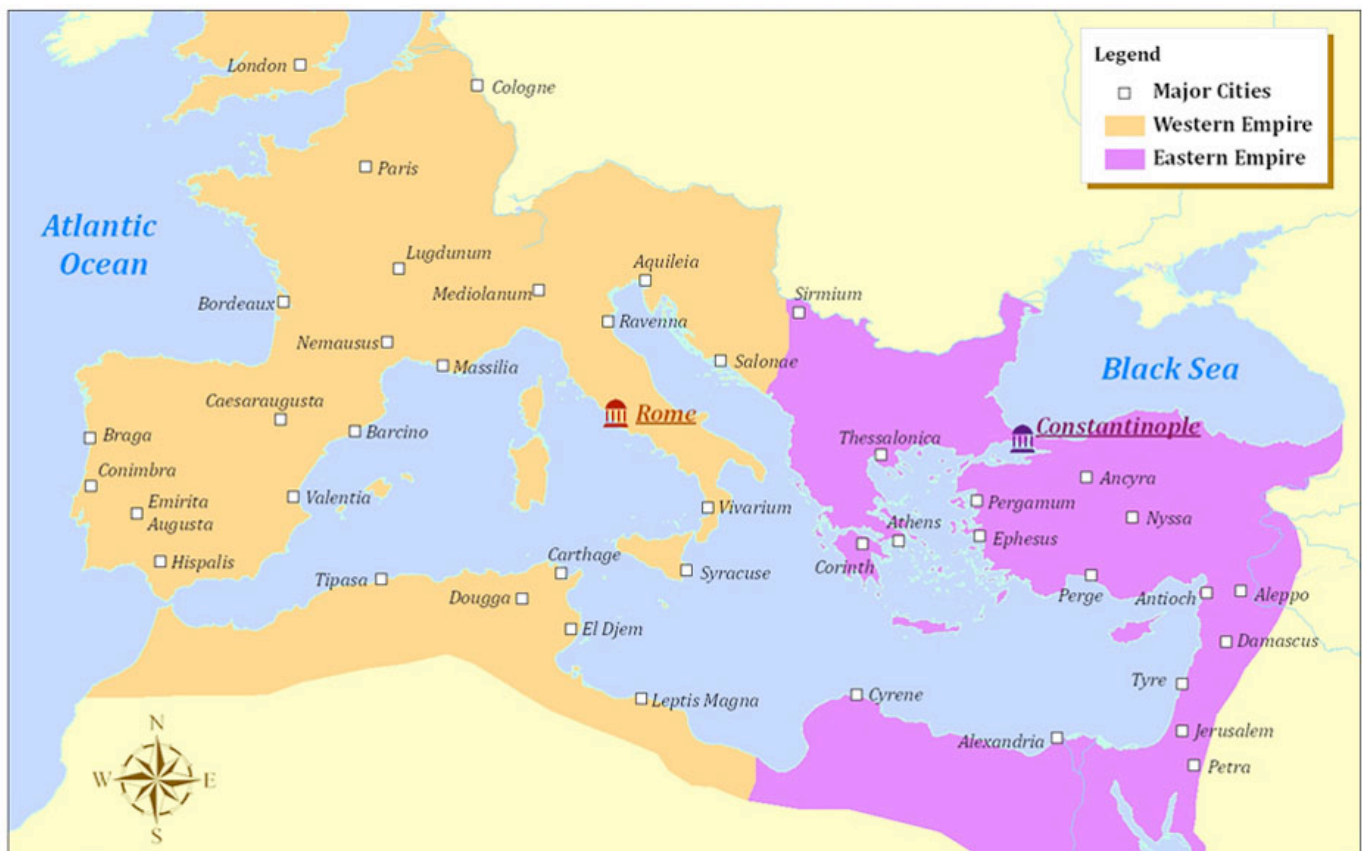 Legend
Major Cities
Western Empire
Eastern Empire
London
Cologne
Paris
Atlantic
Ocean
Lugdunum
Aquileia
Mediolanum
Sirmium
Bordeaux
Ravenna
Nemausus
Massilia
Salonae
Black Sea
Caesaraugusta
Rome
Constantinople
Braga
Barcino
Thessalonica
Conimbra
Ancyra
Emirita
Augusta
Valentia
Vivarium
Pergamum
Nyssa
Athens
Ephesus
Hispalis
Carthage
Corinth
Tipasa
Syracuse
Dougga
Perge
Antioch
Aleppo
El Djem
Damascus
Tyre
Leptis Magna
Cyrene
Jerusalem
Alexandria
Petra
N
W
E
S